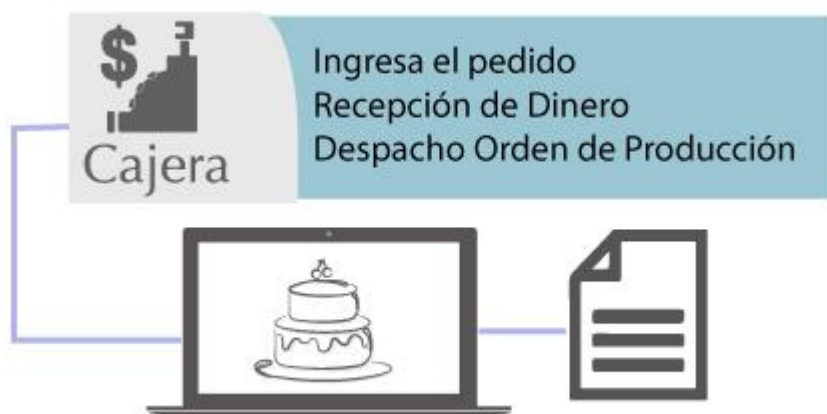 $
Cajera
Ingresa el pedido
Recepción de Dinero
Despacho Orden de Producción